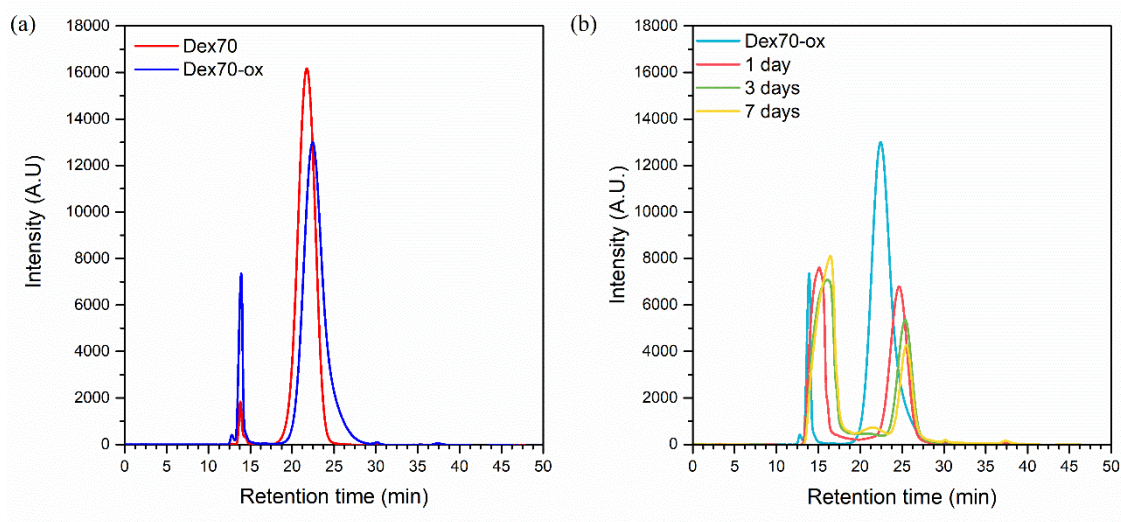 (a)
18000
16000
14000
12000
10000
8000
6000
4000
2000
0
Intensity (A.U)
Dex70
Dex70-ox
0 5 10 15 20 25 30 35 40 45 50
Retention time (min)
(b)
18000
16000
14000
12000
10000
8000
6000
4000
2000
0
Intensity (A.U.)
Dex70-ox
1 day
3 days
7 days
0 5 10 15 20 25 30 35 40 45 50
Retention time (min)